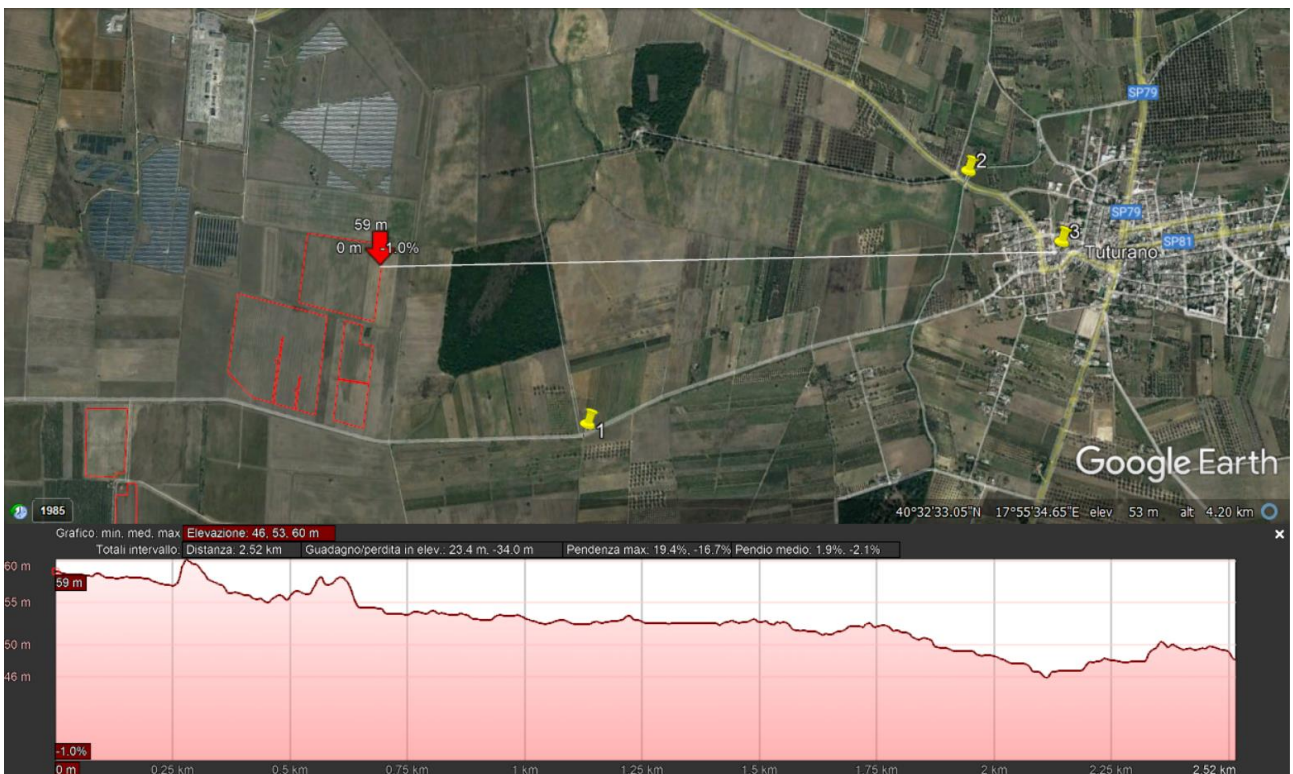 SP79
2
59 m
0 m -1.0%
SP79
3
SP81
Tuturano
1
Google Earth
1985
40°32'33.05"N 17°55'34.65"E elev 53 m alt 4.20 km
Grafico: min. med. max Elevazione: 46, 53, 60 m
Totali intervallo: Distanza: 2.52 km Guadagno/perdita in elev.: 23.4 m, -34.0 m Pendenza max: 19.4%, -16.7% Pendio medio: 1.9%, -2.1%
60 m
59 m
55 m
50 m
46 m
-1.0%
0 m 0.25 km 0.5 km 0.75 km 1 km 1.25 km 1.5 km 1.75 km 2 km 2.25 km 2.52 km